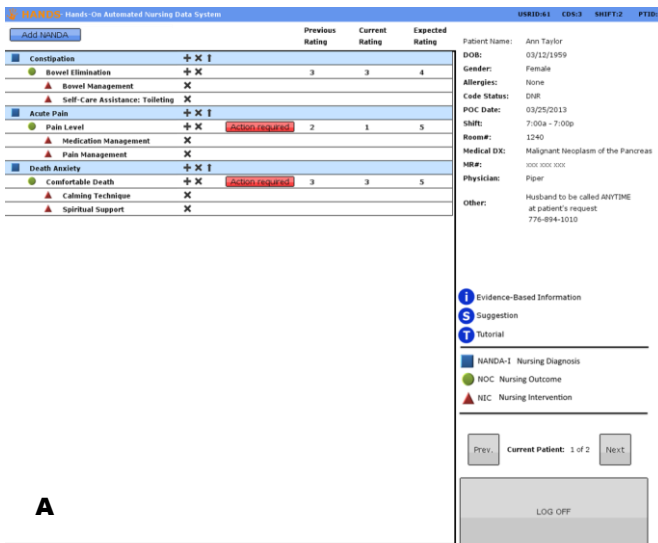 HANDS- Hands-On Automated Nursing Data System USRID:61 CDS:3 SHIFT:2 PTID:
Add NANDA
Previous Rating Current Rating Expected Rating
Constipation
Bowel Elimination 3 3 4
Bowel Management
Self-Care Assistance: Toileting
Acute Pain
Pain Level Action required 2 1 5
Medication Management
Pain Management
Death Anxiety
Comfortable Death Action required 3 3 5
Calming Technique
Spiritual Support
Patient Name: Ann Taylor
DOB: 03/12/1959
Gender: Female
Allergies: None
Code Status: DNR
POC Date: 03/25/2013
Shift: 7:00a - 7:00p
Room#: 1240
Medical DX: Malignant Neoplasm of the Pancreas
MR#: xxx xxx xxx
Physician: Piper
Other: Husband to be called ANYTIME
at patient's request
776-894-1010
i Evidence-Based Information
S Suggestion
T Tutorial
NANDA-I Nursing Diagnosis
NOC Nursing Outcome
NIC Nursing Intervention
Prev. Current Patient: 1 of 2 Next
LOG OFF
A